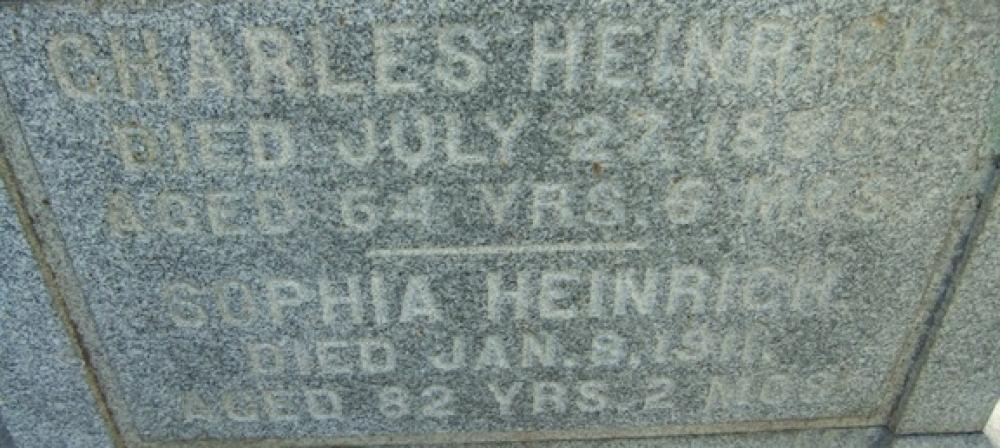 CHARLES HEINRICH
DIED JULY 27, 1888
AGED 64 YRS. 6 MOS.
SOPHIA HEINRICH
DIED JAN. 8, 1911.
AGED 82 YRS. 2 MOS.